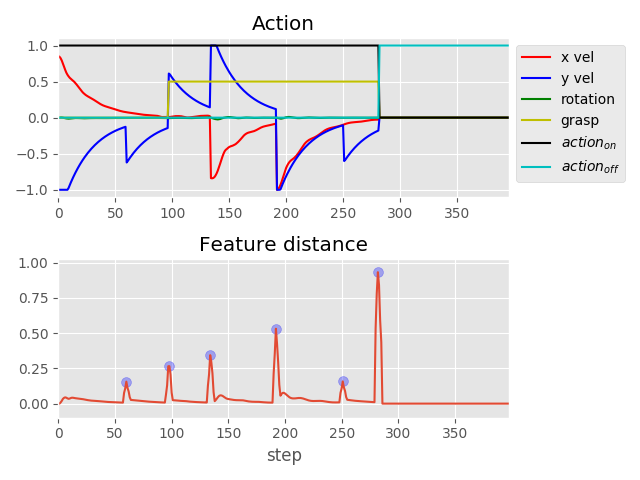 Action
1.0
0.5
0.0
−0.5
−1.0
0 50 100 150 200 250 300 350
x vel
y vel
rotation
grasp
action_on
action_off
Feature distance
1.00
0.75
0.50
0.25
0.00
0 50 100 150 200 250 300 350
step